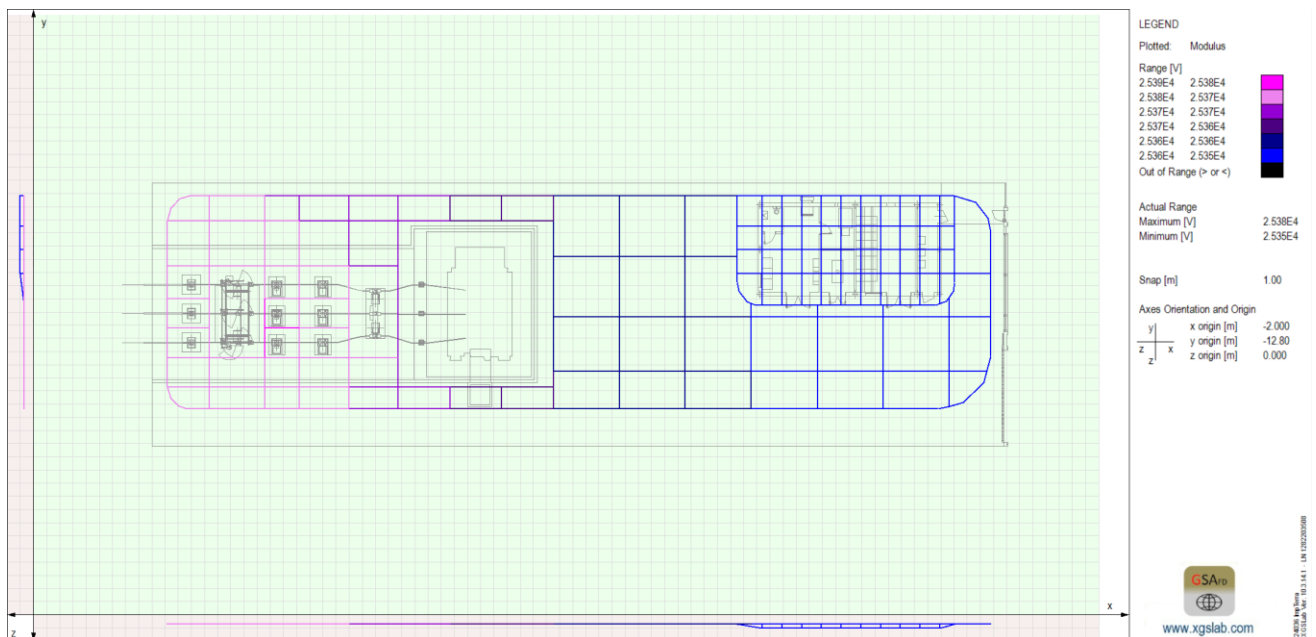 y
LEGEND
Plotted: Modulus
Range [V]
2.539E4 2.538E4
2.538E4 2.537E4
2.537E4 2.537E4
2.537E4 2.536E4
2.536E4 2.536E4
2.536E4 2.535E4
Out of Range (> or <)
Actual Range
Maximum [V] 2.538E4
Minimum [V] 2.535E4
Snap [m] 1.00
Axes Orientation and Origin
y
x origin [m] -2.000
y origin [m] -12.80
z x
z origin [m] 0.000
z
x
z
GSAFD
www.xgslab.com